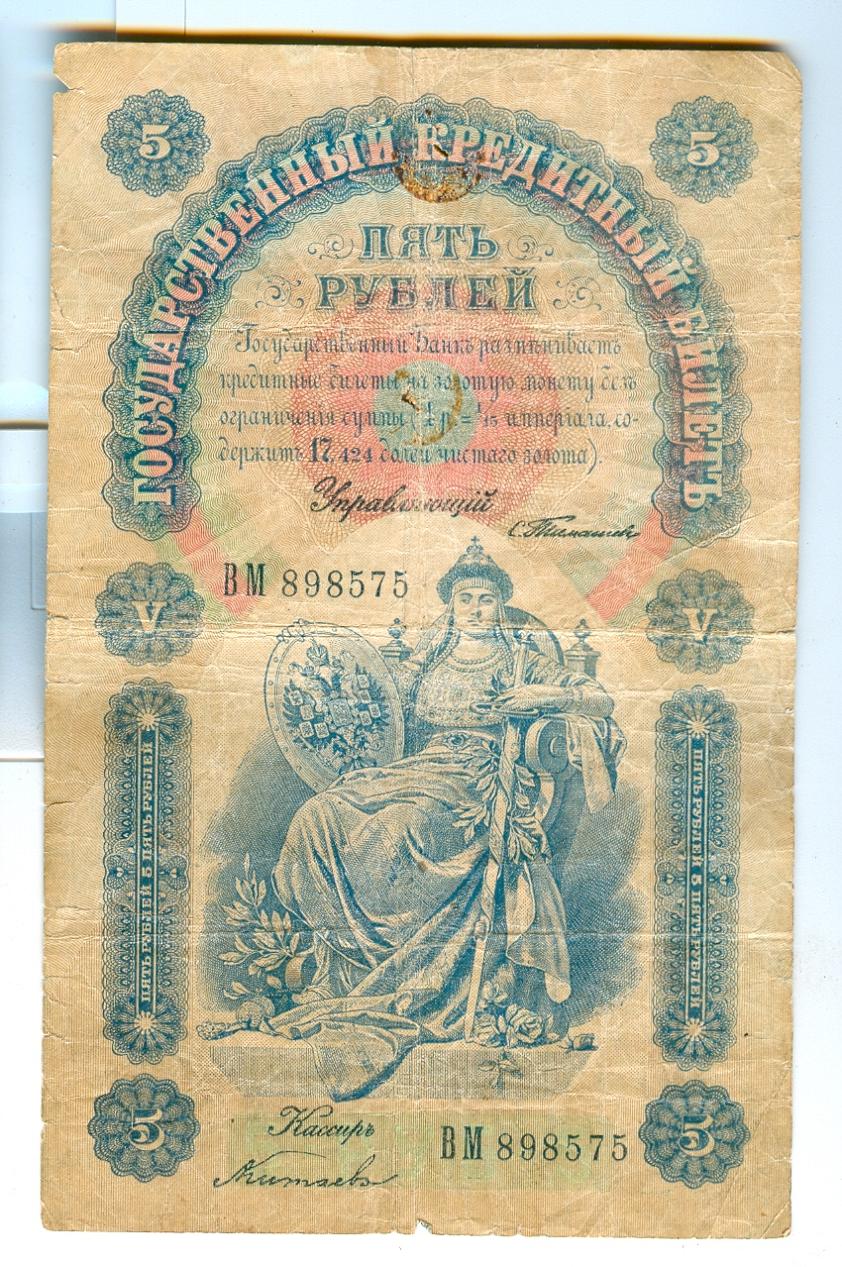 5 5
ГОСУДАРСТВЕННЫЙ КРЕДИТНЫЙ БИЛЕТЪ
ПЯТЬ
РУБЛЕЙ
Государственный Банкъ размѣниваетъ
кредитные билеты на золотую монету безъ
ограниченія суммы (1 р. = 1/15 имперіала, со-
держитъ 17,424 долей чистаго золота).
Управляющій
С. Тимашевъ
ВМ 898575
V V
ПЯТЬ РУБЛЕЙ 5 ПЯТЬ РУБЛЕЙ
ПЯТЬ РУБЛЕЙ 5 ПЯТЬ РУБЛЕЙ
Кассиръ
Китаевъ
ВМ 898575
5 5